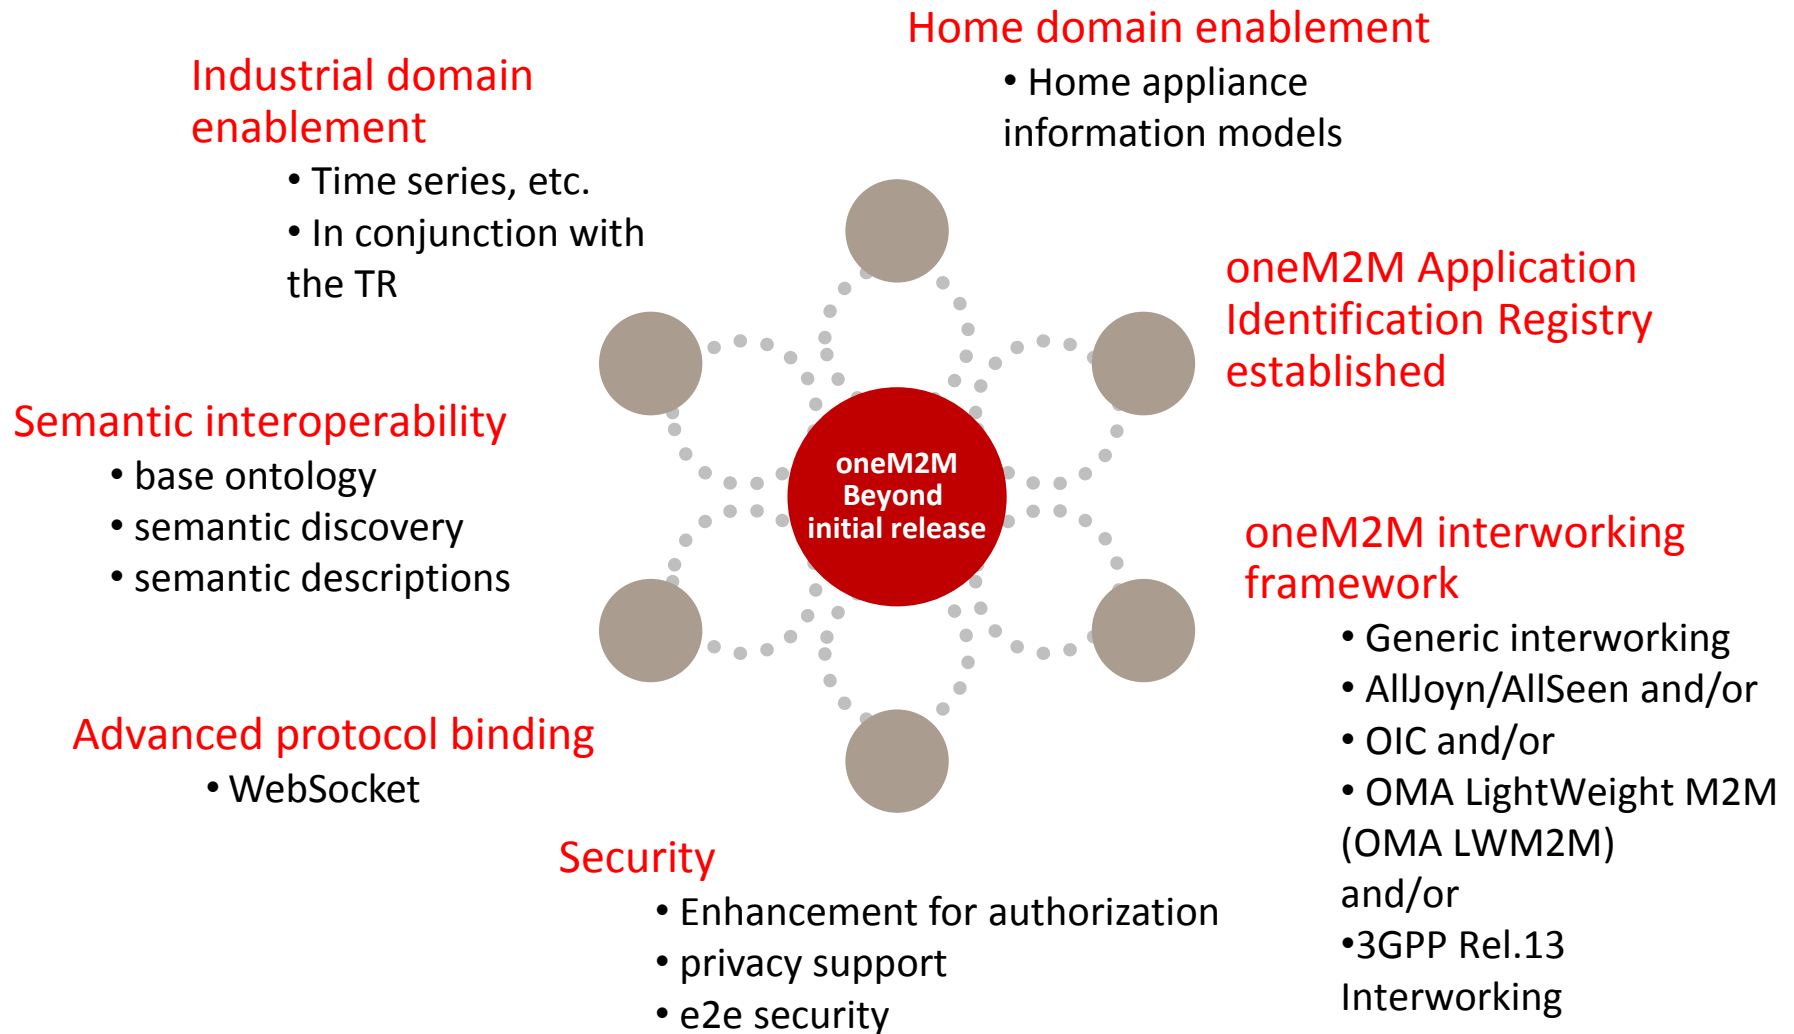 Home domain enablement
• Home appliance
information models
Industrial domain
enablement
• Time series, etc.
• In conjunction with
the TR
oneM2M Application
Identification Registry
established
Semantic interoperability
• base ontology
• semantic discovery
• semantic descriptions
oneM2M
Beyond
initial release
oneM2M interworking
framework
• Generic interworking
• AllJoyn/AllSeen and/or
• OIC and/or
• OMA LightWeight M2M
(OMA LWM2M)
and/or
•3GPP Rel.13
Interworking
Advanced protocol binding
• WebSocket
Security
• Enhancement for authorization
• privacy support
• e2e security